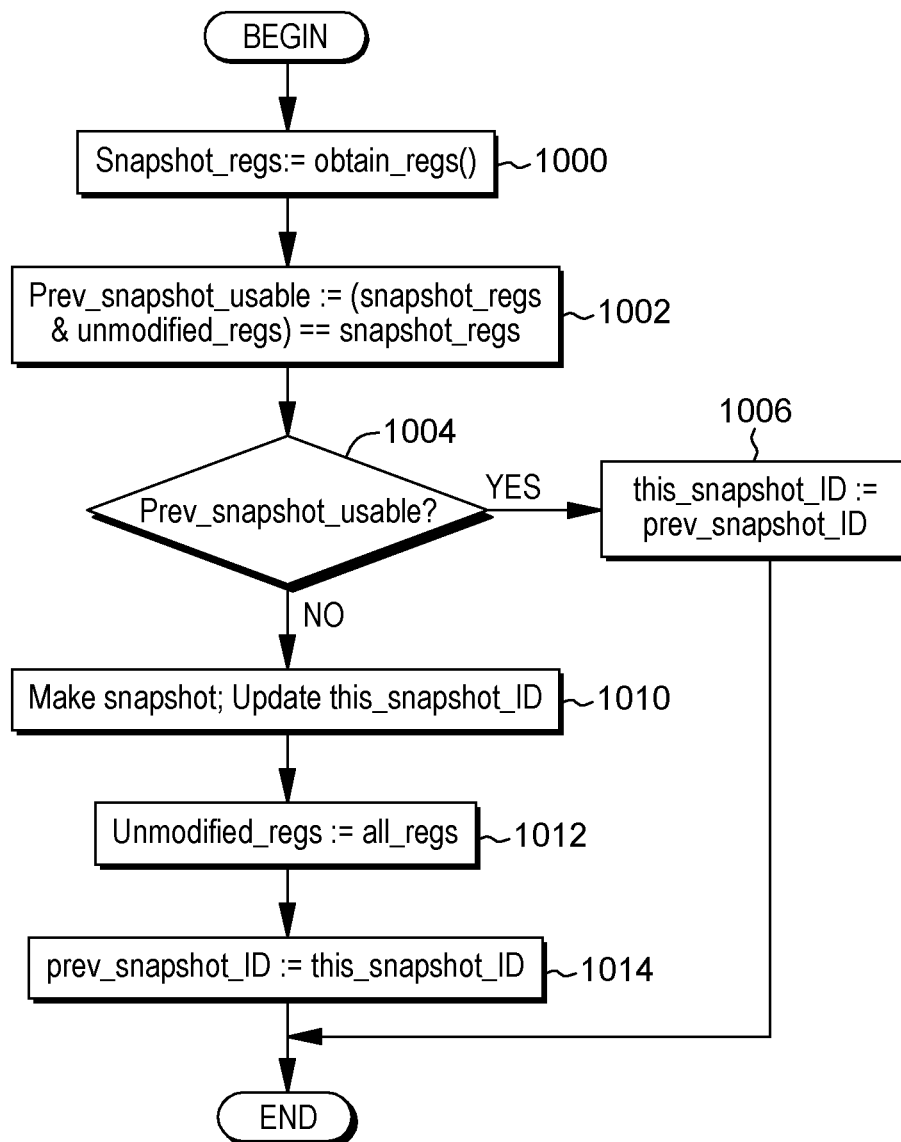 BEGIN
Snapshot_regs:= obtain_regs()
1000
Prev_snapshot_usable := (snapshot_regs
& unmodified_regs) == snapshot_regs
1002
1004
Prev_snapshot_usable?
YES
1006
this_snapshot_ID :=
prev_snapshot_ID
NO
Make snapshot; Update this_snapshot_ID
1010
Unmodified_regs := all_regs
1012
prev_snapshot_ID := this_snapshot_ID
1014
END